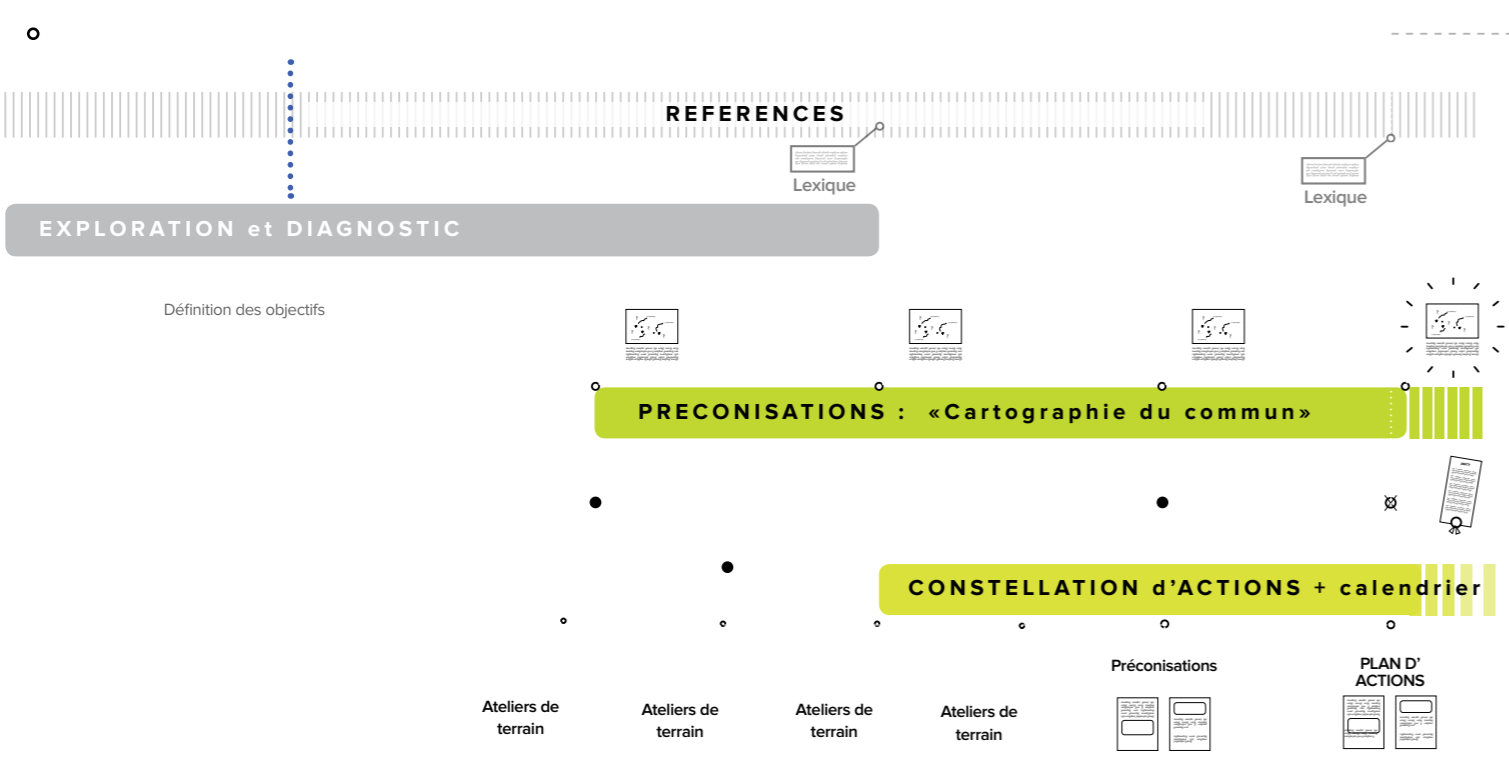 REFERENCES
Lexique
Lexique
EXPLORATION et DIAGNOSTIC
Définition des objectifs
PRECONISATIONS : «Cartographie du commun»
CONSTELLATION d’ACTIONS + calendrier
Préconisations
PLAN D’
ACTIONS
Ateliers de
terrain
Ateliers de
terrain
Ateliers de
terrain
Ateliers de
terrain